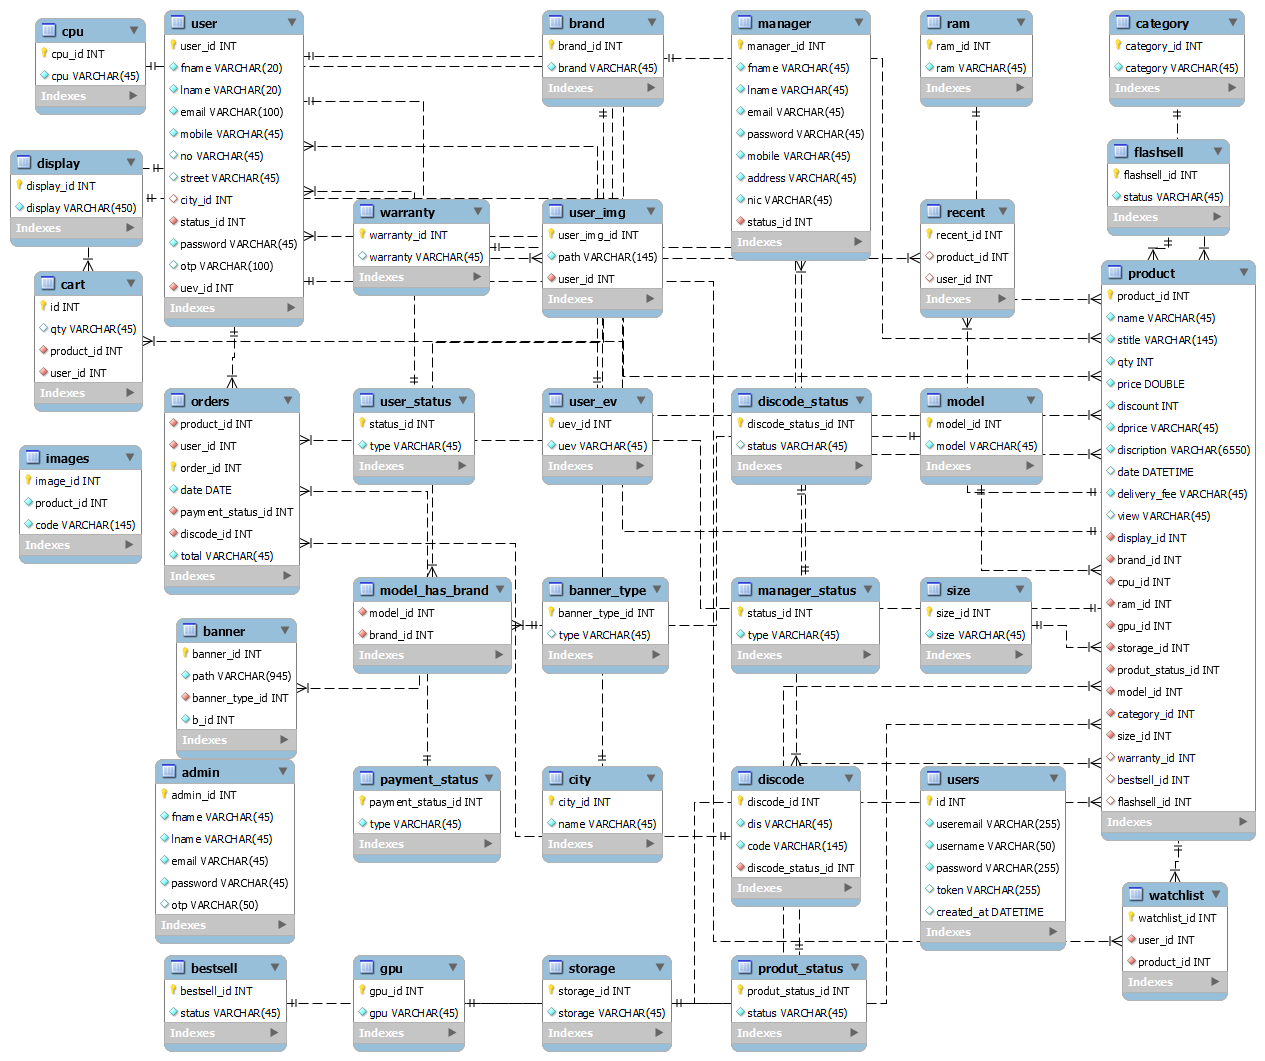 cpu
cpu_id INT
cpu VARCHAR(45)
Indexes
user
user_id INT
fname VARCHAR(20)
lname VARCHAR(20)
email VARCHAR(100)
mobile VARCHAR(45)
no VARCHAR(45)
street VARCHAR(45)
city_id INT
status_id INT
password VARCHAR(45)
otp VARCHAR(100)
uev_id INT
Indexes
brand
brand_id INT
brand VARCHAR(45)
Indexes
manager
manager_id INT
fname VARCHAR(45)
lname VARCHAR(45)
email VARCHAR(45)
password VARCHAR(45)
mobile VARCHAR(45)
address VARCHAR(45)
nic VARCHAR(45)
status_id INT
Indexes
ram
ram_id INT
ram VARCHAR(45)
Indexes
category
category_id INT
category VARCHAR(45)
Indexes
display
display_id INT
display VARCHAR(450)
Indexes
flashsell
flashsell_id INT
status VARCHAR(45)
Indexes
warranty
warranty_id INT
warranty VARCHAR(45)
Indexes
user_img
user_img_id INT
path VARCHAR(145)
user_id INT
Indexes
recent
recent_id INT
product_id INT
user_id INT
Indexes
cart
id INT
qty VARCHAR(45)
product_id INT
user_id INT
Indexes
product
product_id INT
name VARCHAR(45)
stitle VARCHAR(145)
qty INT
price DOUBLE
discount INT
dprice VARCHAR(45)
discription VARCHAR(6550)
date DATETIME
delivery_fee VARCHAR(45)
view VARCHAR(45)
display_id INT
brand_id INT
cpu_id INT
ram_id INT
gpu_id INT
storage_id INT
produt_status_id INT
model_id INT
category_id INT
size_id INT
warranty_id INT
bestsell_id INT
flashsell_id INT
Indexes
orders
product_id INT
user_id INT
order_id INT
date DATE
payment_status_id INT
discode_id INT
total VARCHAR(45)
Indexes
user_status
status_id INT
type VARCHAR(45)
Indexes
user_ev
uev_id INT
uev VARCHAR(45)
Indexes
discode_status
discode_status_id INT
status VARCHAR(45)
Indexes
model
model_id INT
model VARCHAR(45)
Indexes
images
image_id INT
product_id INT
code VARCHAR(145)
Indexes
model_has_brand
model_id INT
brand_id INT
Indexes
banner_type
banner_type_id INT
type VARCHAR(45)
Indexes
manager_status
status_id INT
type VARCHAR(45)
Indexes
size
size_id INT
size VARCHAR(45)
Indexes
banner
banner_id INT
path VARCHAR(945)
banner_type_id INT
b_id INT
Indexes
admin
admin_id INT
fname VARCHAR(45)
lname VARCHAR(45)
email VARCHAR(45)
password VARCHAR(45)
otp VARCHAR(50)
Indexes
payment_status
payment_status_id INT
type VARCHAR(45)
Indexes
city
city_id INT
name VARCHAR(45)
Indexes
discode
discode_id INT
dis VARCHAR(45)
code VARCHAR(145)
discode_status_id INT
Indexes
users
id INT
useremail VARCHAR(255)
username VARCHAR(50)
password VARCHAR(255)
token VARCHAR(255)
created_at DATETIME
Indexes
watchlist
watchlist_id INT
user_id INT
product_id INT
Indexes
bestsell
bestsell_id INT
status VARCHAR(45)
Indexes
gpu
gpu_id INT
gpu VARCHAR(45)
Indexes
storage
storage_id INT
storage VARCHAR(45)
Indexes
produt_status
produt_status_id INT
status VARCHAR(45)
Indexes